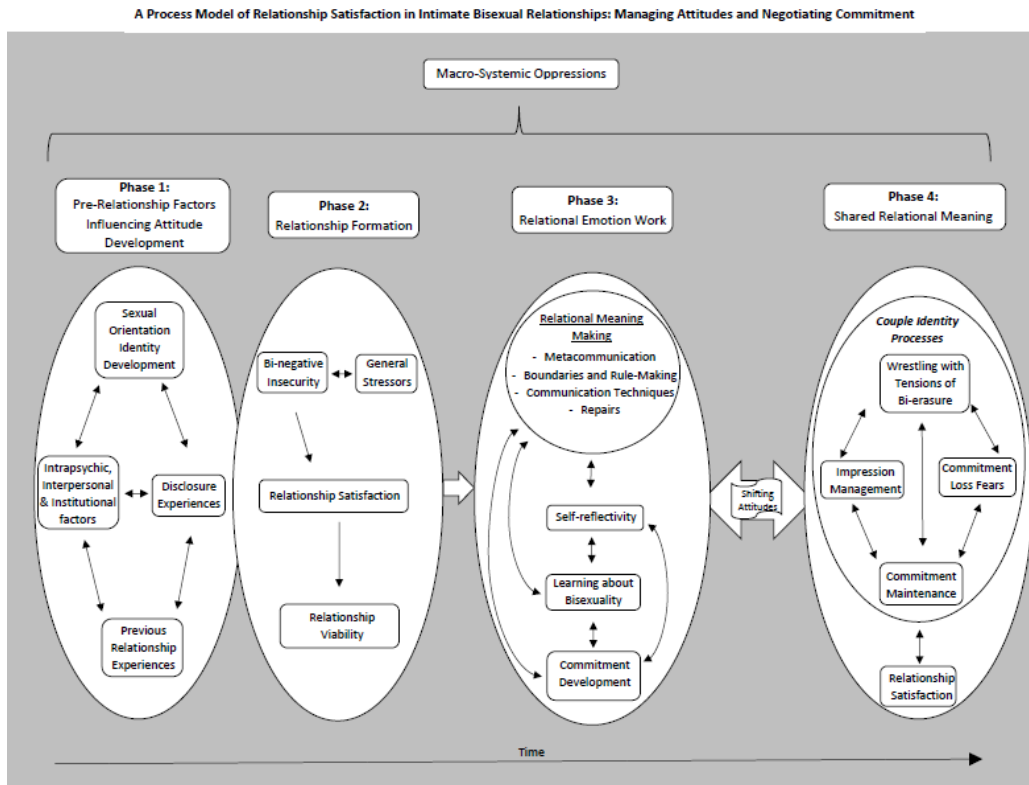 A Process Model of Relationship Satisfaction in Intimate Bisexual Relationships: Managing Attitudes and Negotiating Commitment
Macro-Systemic Oppressions
Phase 1:
Pre-Relationship Factors
Influencing Attitude
Development
Phase 2:
Relationship Formation
Phase 3:
Relational Emotion Work
Phase 4:
Shared Relational Meaning
Sexual
Orientation
Identity
Development
Intrapsychic,
Interpersonal
& Institutional
factors
Disclosure
Experiences
Previous
Relationship
Experiences
Bi-negative
Insecurity
General
Stressors
Relationship Satisfaction
Relationship
Viability
Relational Meaning
Making
- Metacommunication
- Boundaries and Rule-Making
- Communication Techniques
- Repairs
Self-reflectivity
Learning about
Bisexuality
Commitment
Development
Shifting
Attitudes
Couple Identity
Processes
Wrestling with
Tensions of
Bi-erasure
Impression
Management
Commitment
Loss Fears
Commitment
Maintenance
Relationship
Satisfaction
Time